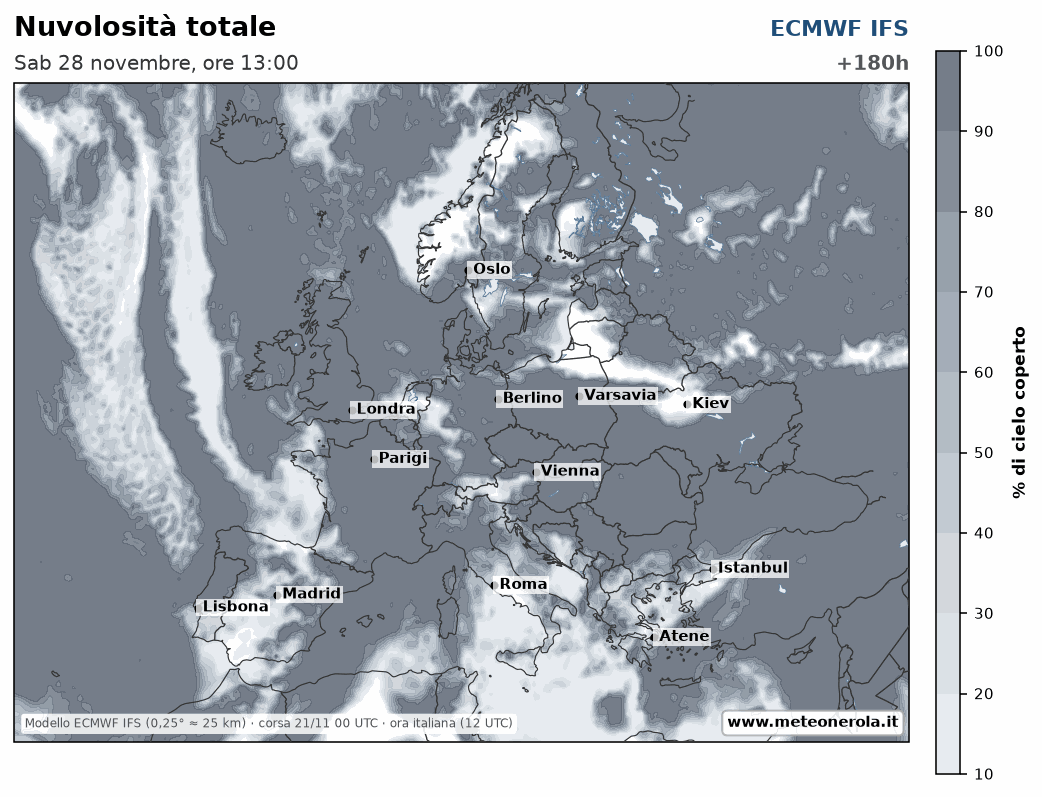 Nuvolosità totale
ECMWF IFS
Sab 28 novembre, ore 13:00
+180h
100
90
80
70
60
50
40
30
20
10
% di cielo coperto
Oslo
Londra
Berlino
Varsavia
Kiev
Parigi
Vienna
Istanbul
Roma
Madrid
Lisbona
Atene
Modello ECMWF IFS (0,25° ≈ 25 km) · corsa 21/11 00 UTC · ora italiana (12 UTC)
www.meteonerola.it